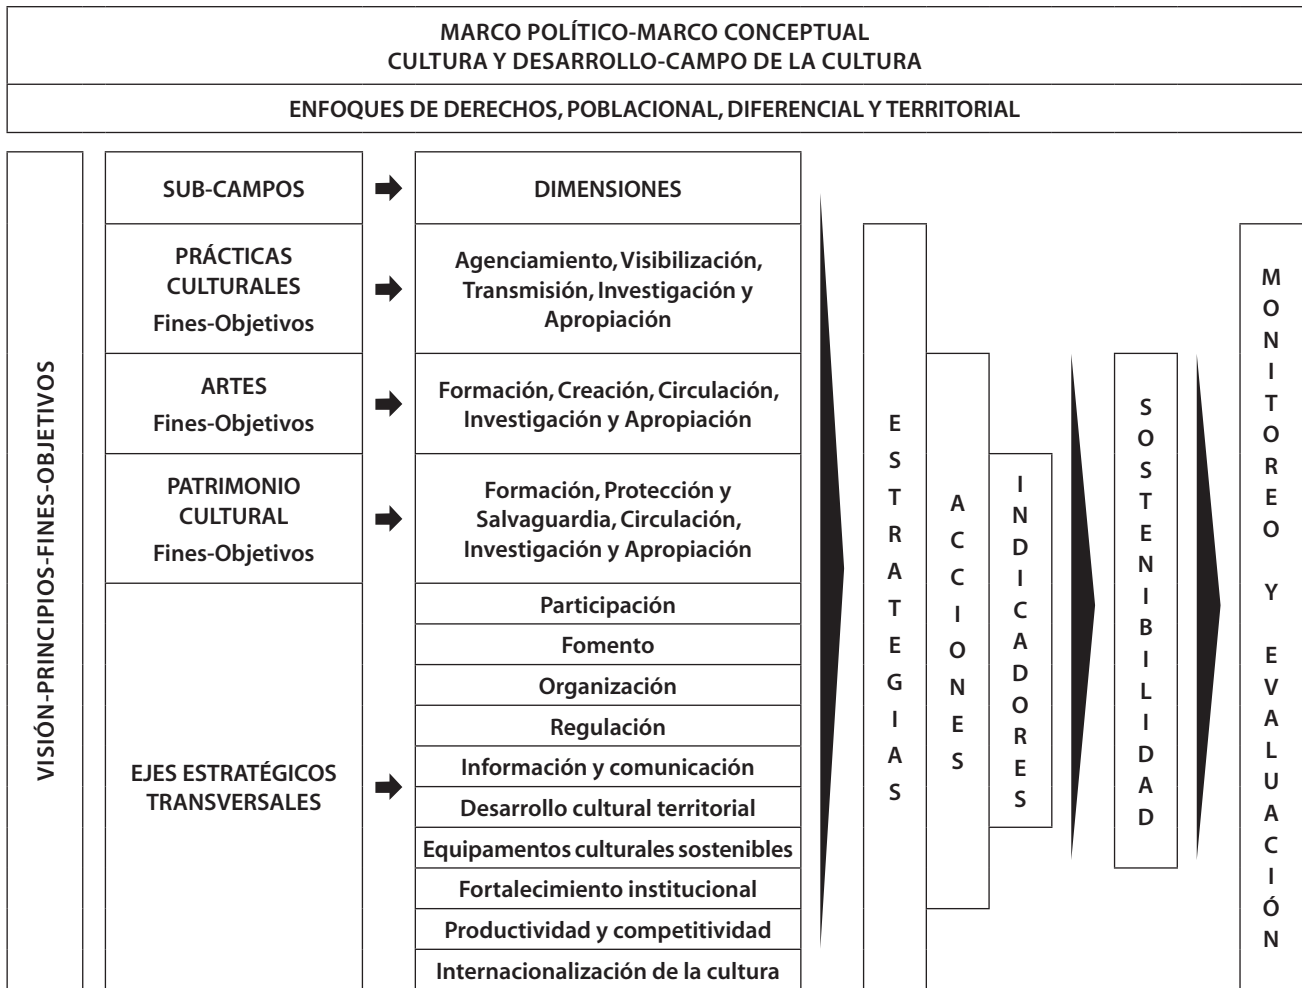 MARCO POLÍTICO-MARCO CONCEPTUAL
CULTURA Y DESARROLLO-CAMPO DE LA CULTURA
ENFOQUES DE DERECHOS, POBLACIONAL, DIFERENCIAL Y TERRITORIAL
VISIÓN-PRINCIPIOS-FINES-OBJETIVOS
SUB-CAMPOS
DIMENSIONES
PRÁCTICAS
CULTURALES
Fines-Objetivos
Agenciamiento, Visibilización,
Transmisión, Investigación y
Apropiación
ARTES
Fines-Objetivos
Formación, Creación, Circulación,
Investigación y Apropiación
PATRIMONIO
CULTURAL
Fines-Objetivos
Formación, Protección y
Salvaguardia, Circulación,
Investigación y Apropiación
EJES ESTRATÉGICOS
TRANSVERSALES
Participación
Fomento
Organización
Regulación
Información y comunicación
Desarrollo cultural territorial
Equipamentos culturales sostenibles
Fortalecimiento institucional
Productividad y competitividad
Internacionalización de la cultura
ESTRATEGIAS
ACCIONES
INDICADORES
SOSTENIBILIDAD
MONITOREO Y EVALUACIÓN